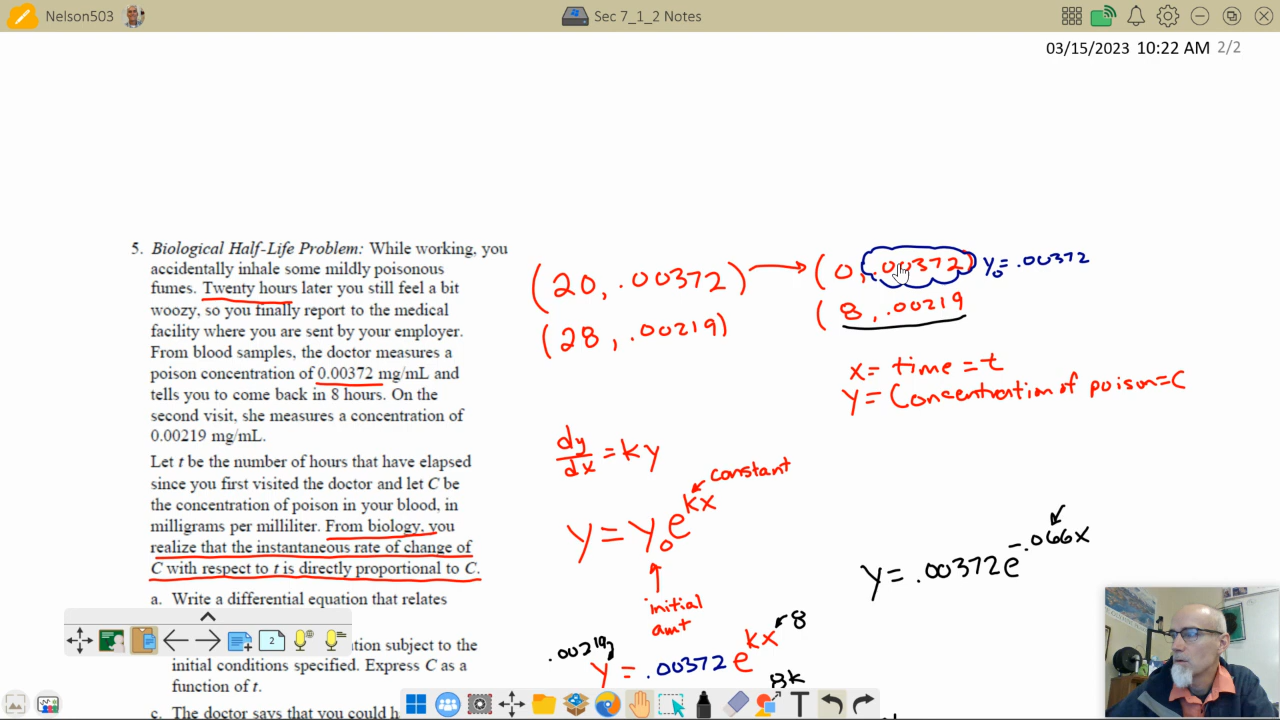 Nelson503
Sec 7_1_2 Notes
03/15/2023 10:22 AM 2/2
5. Biological Half-Life Problem: While working, you
accidentally inhale some mildly poisonous
fumes. Twenty hours later you still feel a bit
woozy, so you finally report to the medical
facility where you are sent by your employer.
From blood samples, the doctor measures a
poison concentration of 0.00372 mg/mL and
tells you to come back in 8 hours. On the
second visit, she measures a concentration of
0.00219 mg/mL.
Let t be the number of hours that have elapsed
since you first visited the doctor and let C be
the concentration of poison in your blood, in
milligrams per milliliter. From biology, you
realize that the instantaneous rate of change of
C with respect to t is directly proportional to C.
a. Write a differential equation that relates
tion subject to the
initial conditions specified. Express C as a
function of t.
c. The doctor says that you could h
2
(20, .00372)
(28, .00219)
(0, .00372) y₀ = .00372
(8, .00219
x = time = t
y = Concentration of poison = C
dy/dx = ky
constant
y = y₀e^kx
initial
amt
y = .00372e^-.066x
.00219
8
y = .00372 e^kx
8k